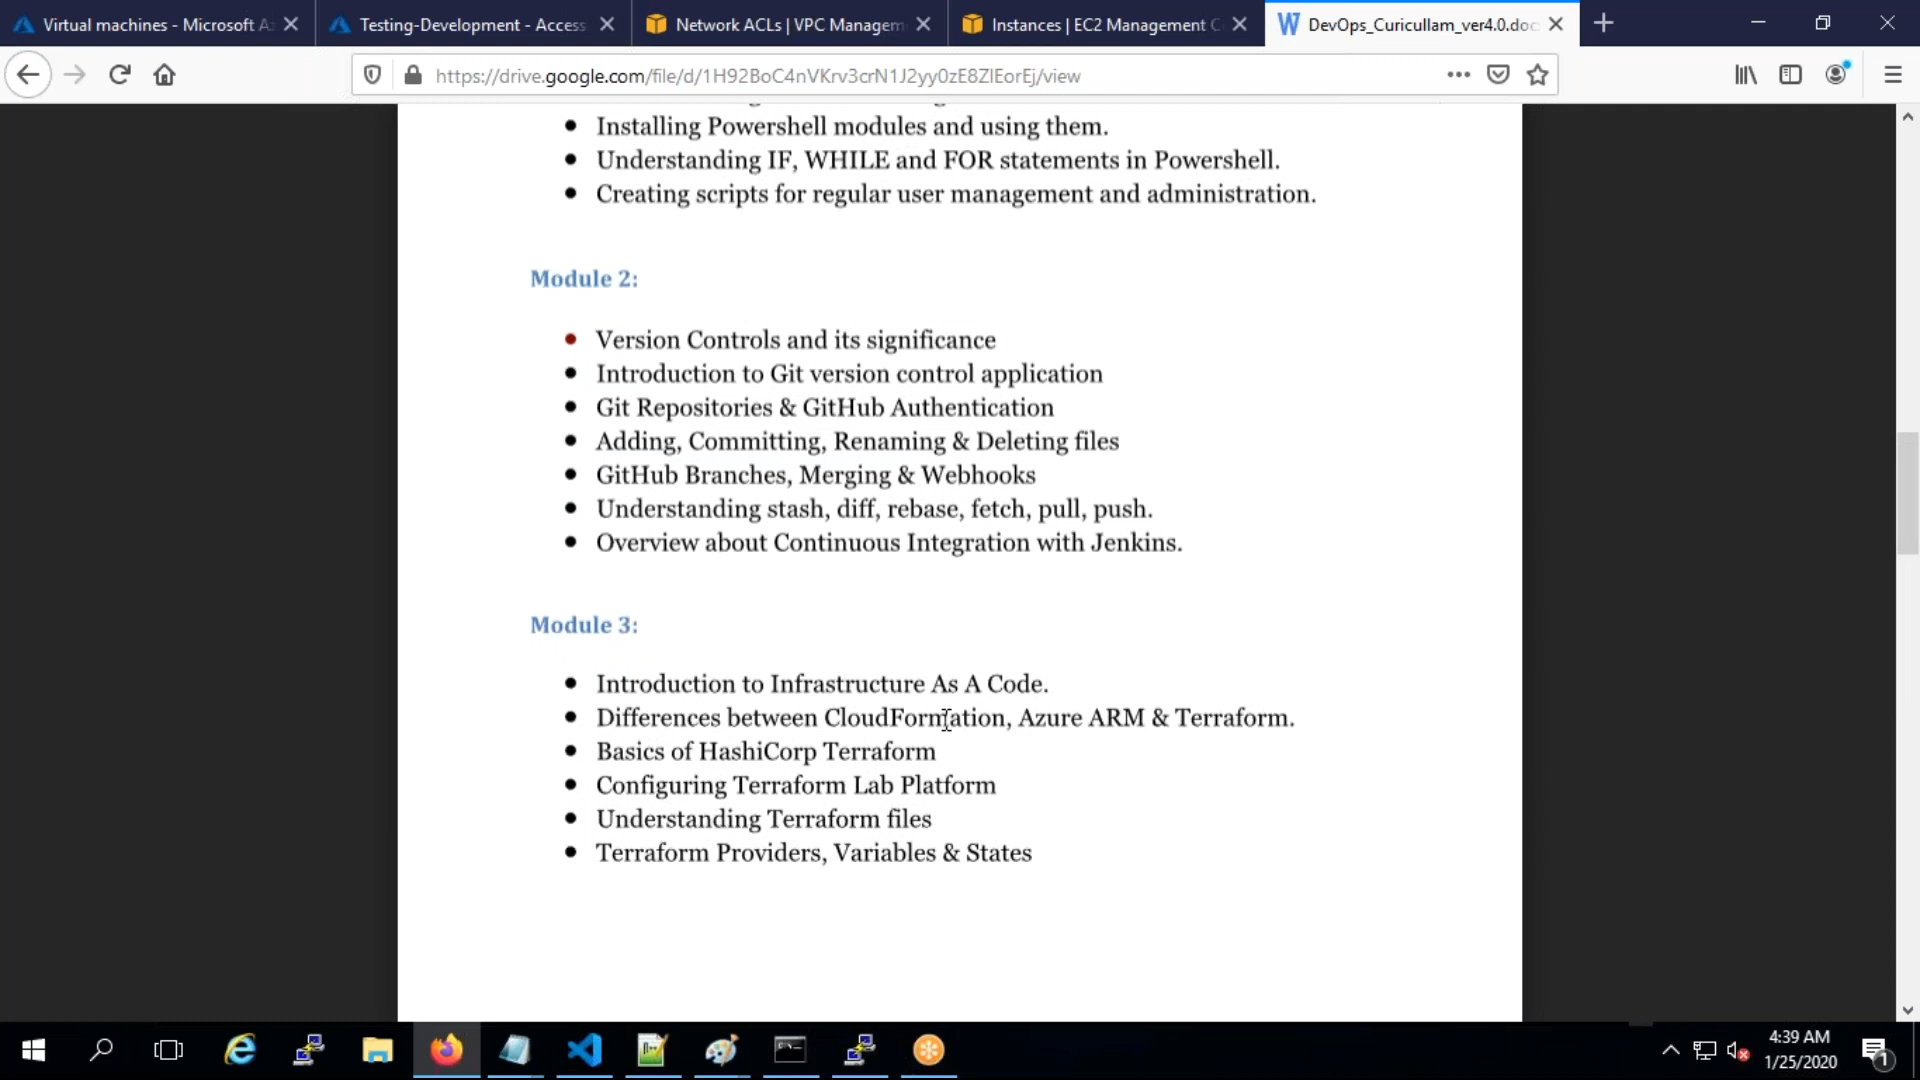 Virtual machines - Microsoft A
Testing-Development - Access
Network ACLs | VPC Managem
Instances | EC2 Management C
DevOps_Curicullam_ver4.0.doc
https://drive.google.com/file/d/1H92BoC4nVKrv3crN1J2yy0zE8ZlEorEj/view
Installing Powershell modules and using them.
Understanding IF, WHILE and FOR statements in Powershell.
Creating scripts for regular user management and administration.
Module 2:
Version Controls and its significance
Introduction to Git version control application
Git Repositories & GitHub Authentication
Adding, Committing, Renaming & Deleting files
GitHub Branches, Merging & Webhooks
Understanding stash, diff, rebase, fetch, pull, push.
Overview about Continuous Integration with Jenkins.
Module 3:
Introduction to Infrastructure As A Code.
Differences between CloudFormation, Azure ARM & Terraform.
Basics of HashiCorp Terraform
Configuring Terraform Lab Platform
Understanding Terraform files
Terraform Providers, Variables & States
4:39 AM
1/25/2020
1